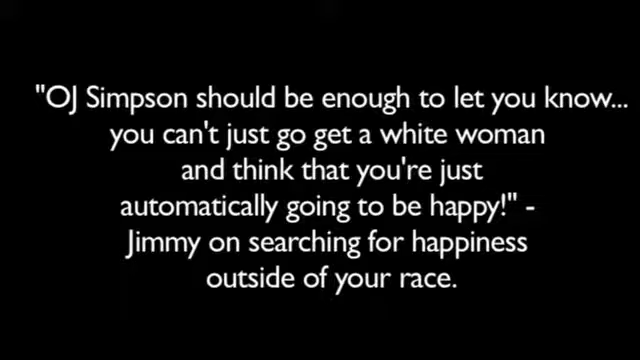 "OJ Simpson should be enough to let you know...
you can't just go get a white woman
and think that you're just
automatically going to be happy!" -
Jimmy on searching for happiness
outside of your race.